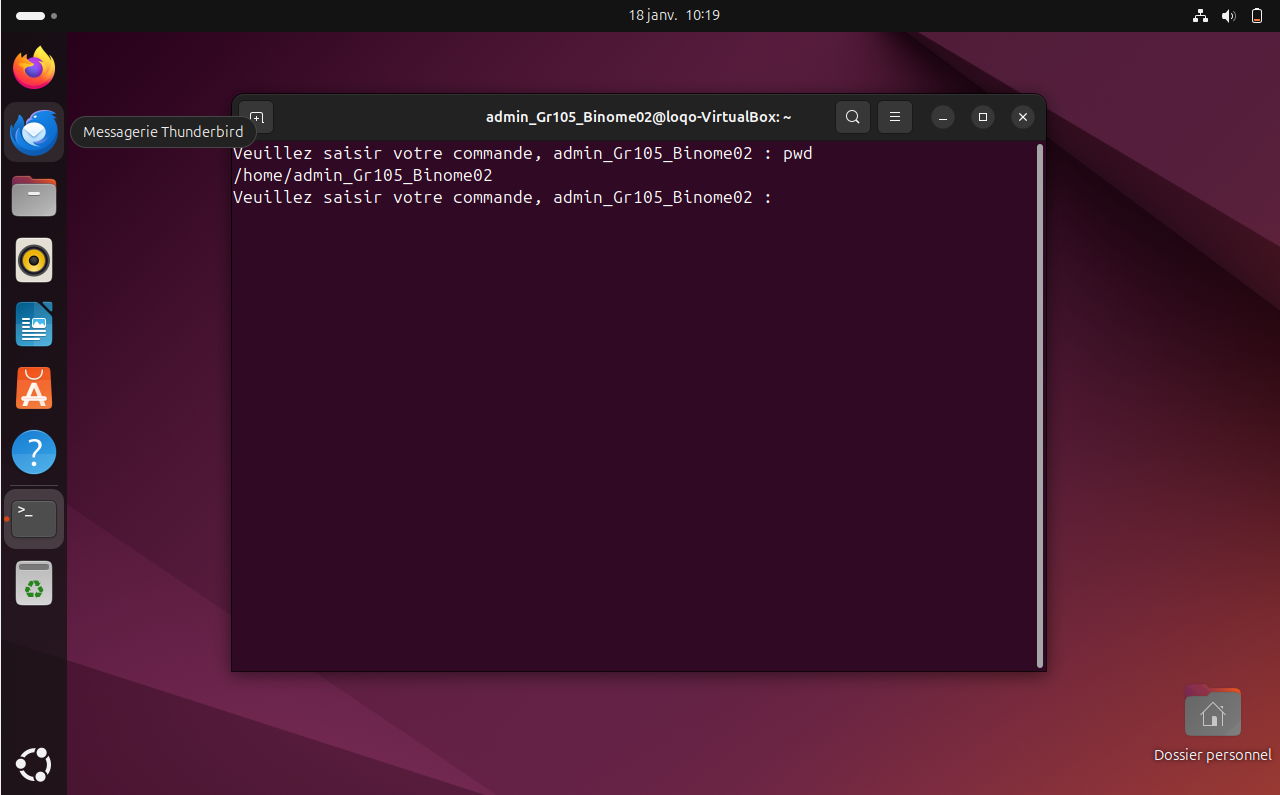 18 janv. 10:19
admin_Gr105_Binome02@loqo-VirtualBox: ~
Messagerie Thunderbird
Veuillez saisir votre commande, admin_Gr105_Binome02 : pwd
/home/admin_Gr105_Binome02
Veuillez saisir votre commande, admin_Gr105_Binome02 :
Dossier personnel